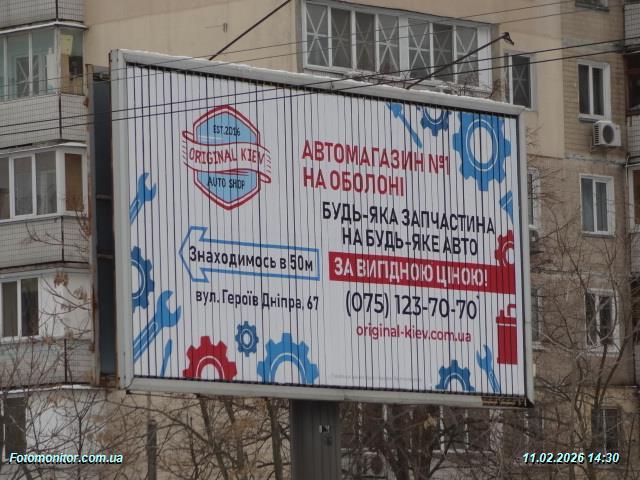 EST.2016
ORIGINAL KIEV
AUTO SHOP
АВТОМАГАЗИН №1
НА ОБОЛОНІ
БУДЬ-ЯКА ЗАПЧАСТИНА
НА БУДЬ-ЯКЕ АВТО
ЗА ВИГІДНОЮ ЦІНОЮ!
Знаходимось в 50м
вул. Героїв Дніпра, 67
(075) 123-70-70
original-kiev.com.ua
Fotomonitor.com.ua
11.02.2026 14:30